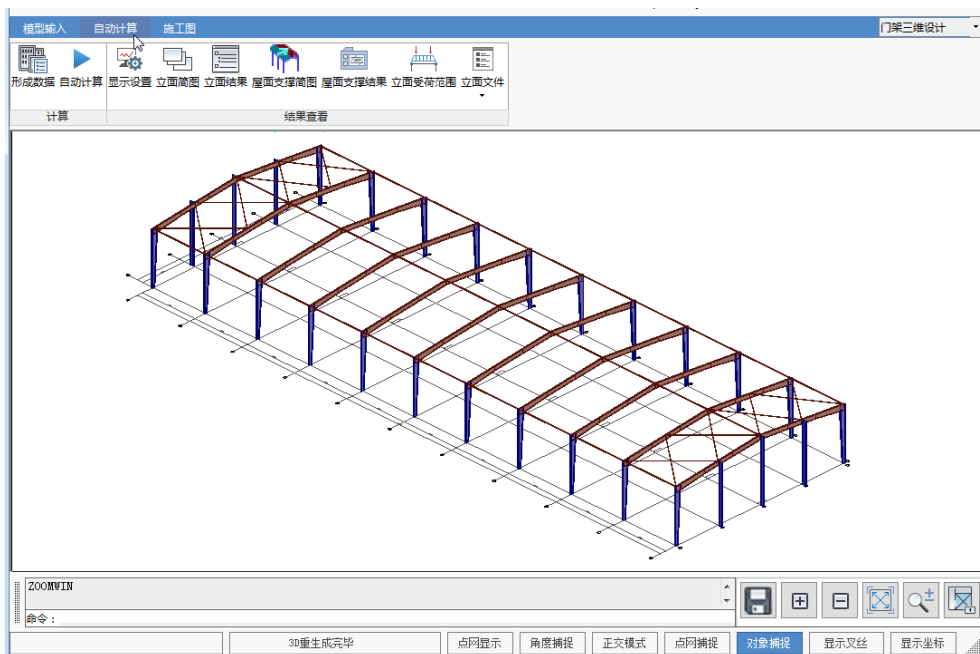 模型输入 自动计算 施工图 门架三维设计
形成数据 自动计算 显示设置 立面简图 立面结果 屋面支撑简图 屋面支撑结果 立面受荷范围 立面文件
计算 结果查看
ZOOMWIN
命令：
3D重生成完毕 点网显示 角度捕捉 正交模式 点网捕捉 对象捕捉 显示叉丝 显示坐标